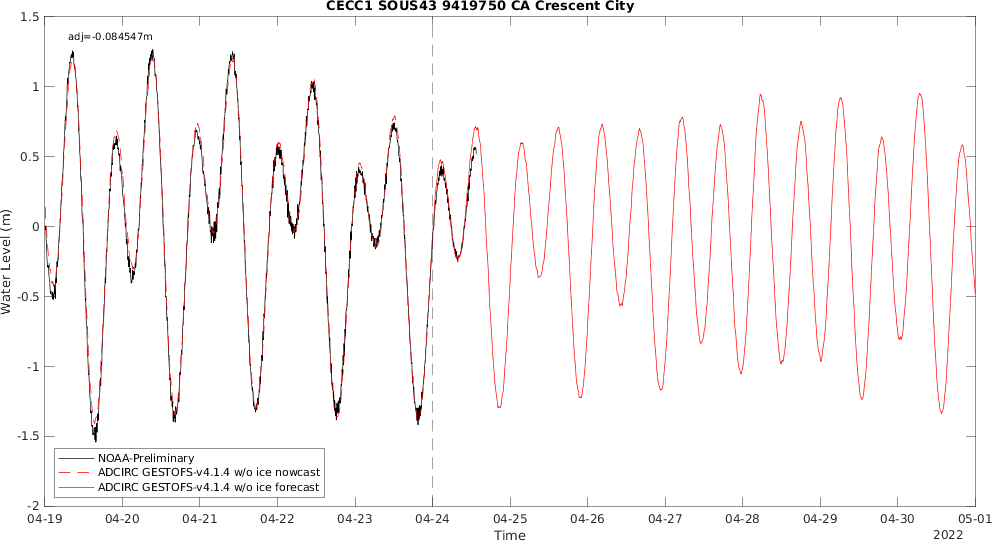 CECC1 SOUS43 9419750 CA Crescent City
adj=-0.084547m
1.5
1
0.5
0
-0.5
-1
-1.5
-2
Water Level (m)
NOAA-Preliminary
ADCIRC GESTOFS-v4.1.4 w/o ice nowcast
ADCIRC GESTOFS-v4.1.4 w/o ice forecast
04-19 04-20 04-21 04-22 04-23 04-24 04-25 04-26 04-27 04-28 04-29 04-30 05-01
Time
2022